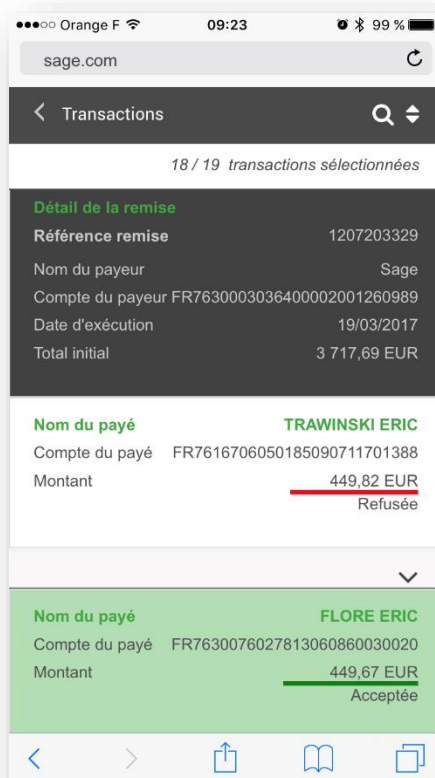 ●●●○○ Orange F 09:23 99 %
sage.com
Transactions
18 / 19 transactions sélectionnées
Détail de la remise
Référence remise 1207203329
Nom du payeur Sage
Compte du payeur FR7630003036400002001260989
Date d'exécution 19/03/2017
Total initial 3 717,69 EUR
Nom du payé TRAWINSKI ERIC
Compte du payé FR7616706050185090711701388
Montant 449,82 EUR
Refusée
Nom du payé FLORE ERIC
Compte du payé FR7630076027813060860030020
Montant 449,67 EUR
Acceptée